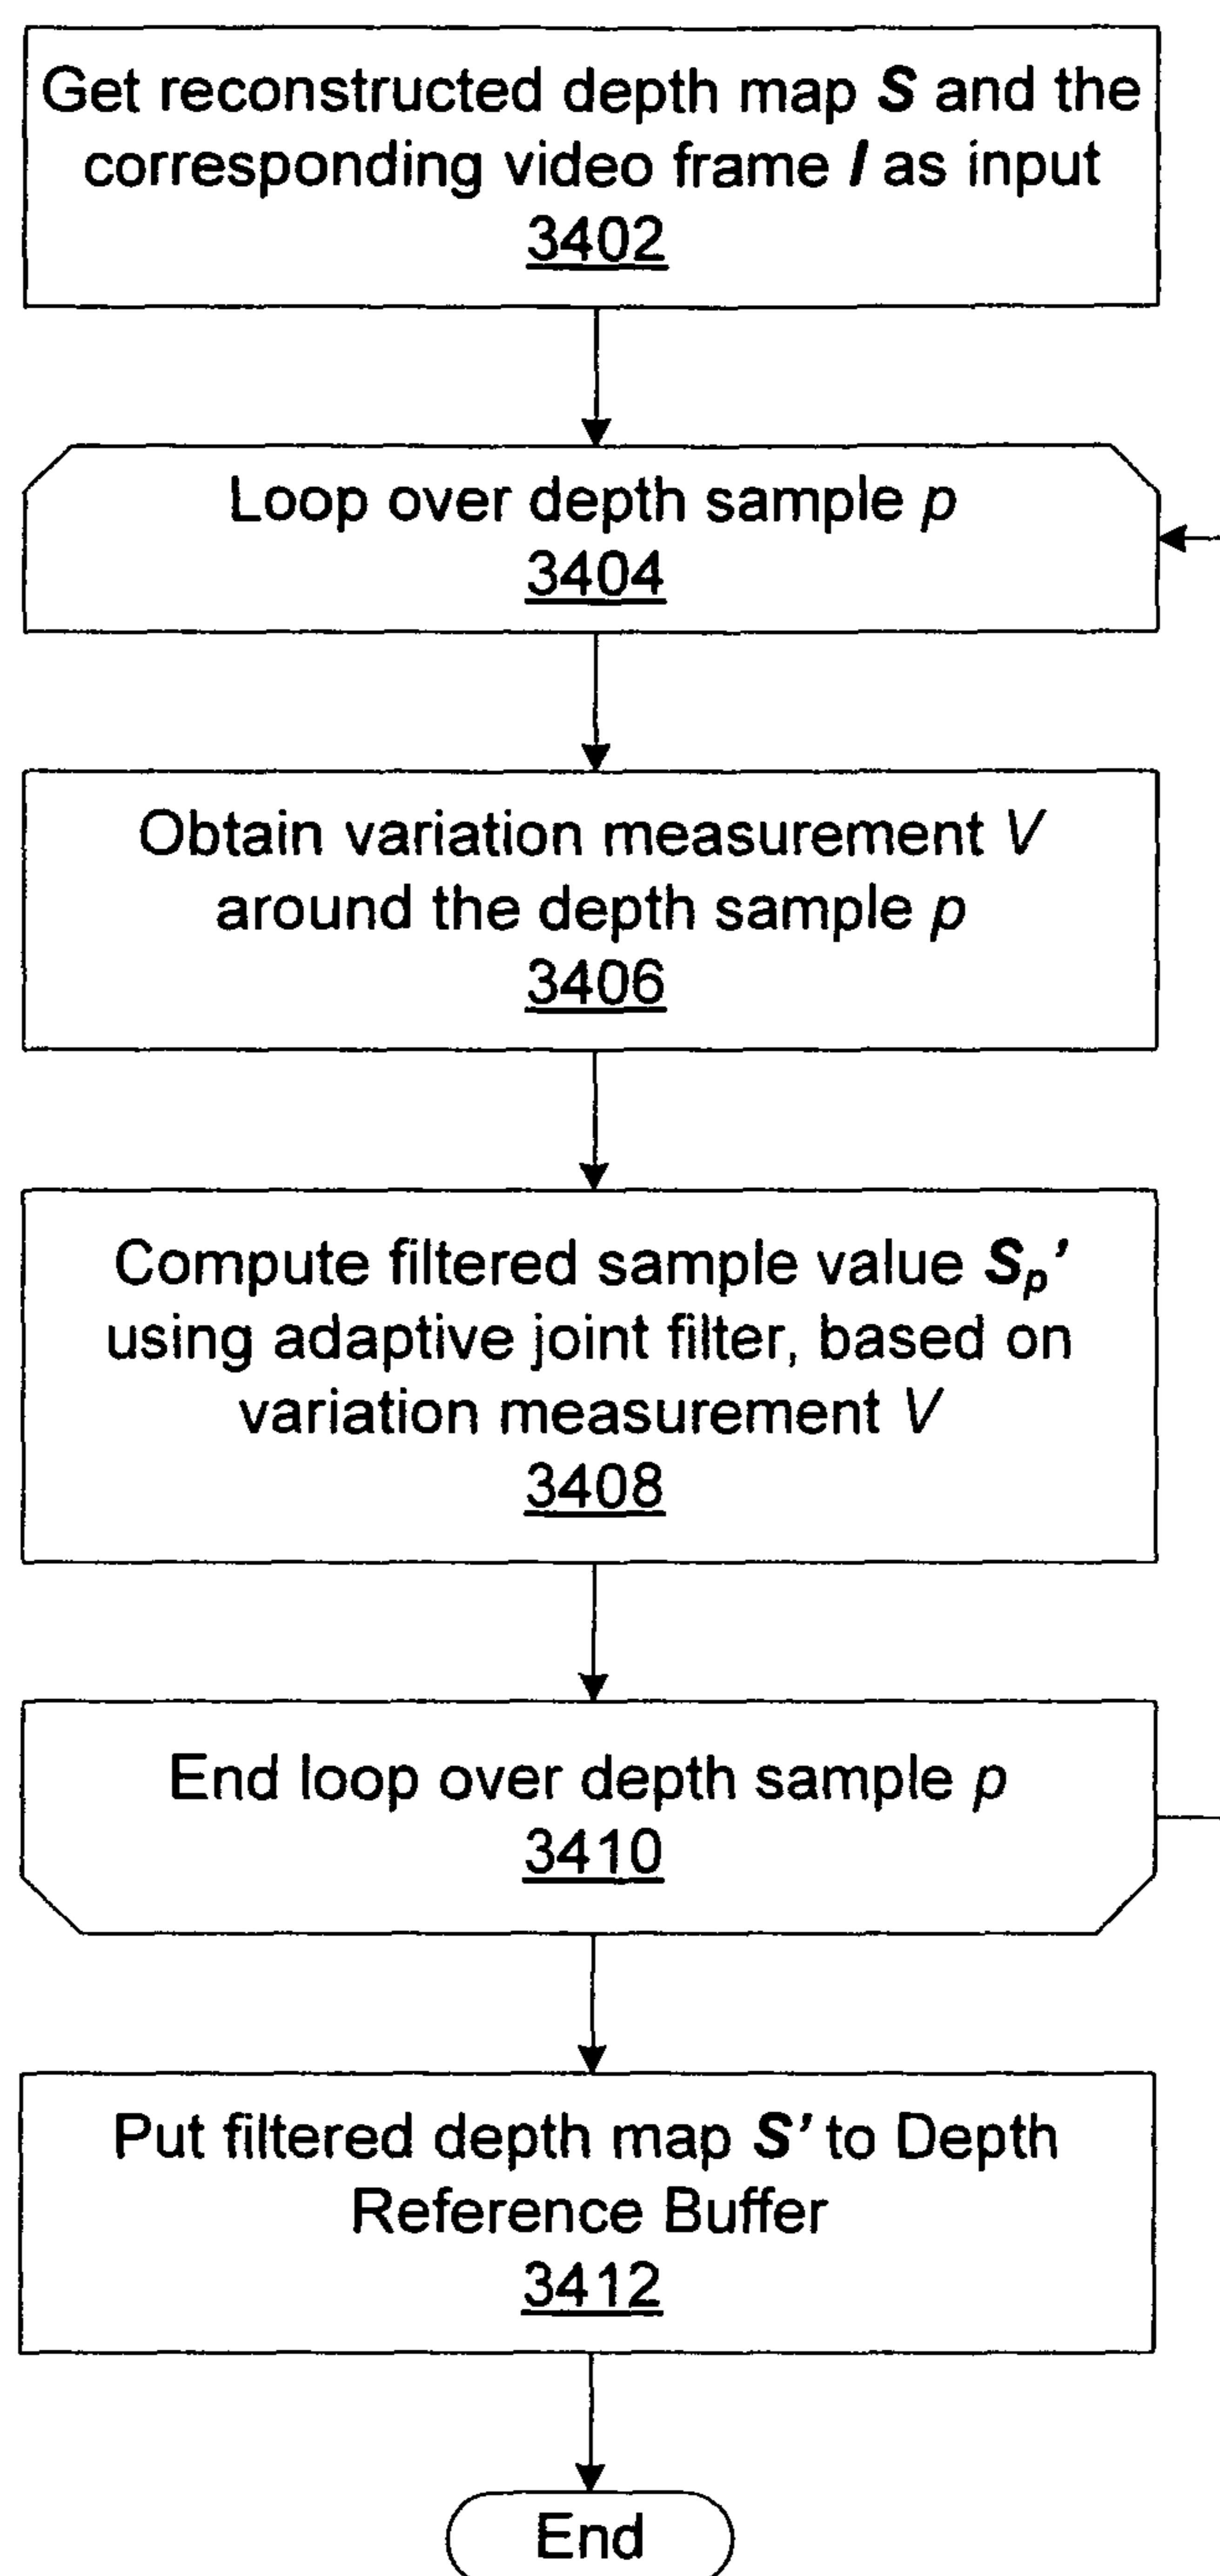 Get reconstructed depth map S and the
corresponding video frame I as input
3402
Loop over depth sample p
3404
Obtain variation measurement V
around the depth sample p
3406
Compute filtered sample value Sp'
using adaptive joint filter, based on
variation measurement V
3408
End loop over depth sample p
3410
Put filtered depth map S' to Depth
Reference Buffer
3412
End